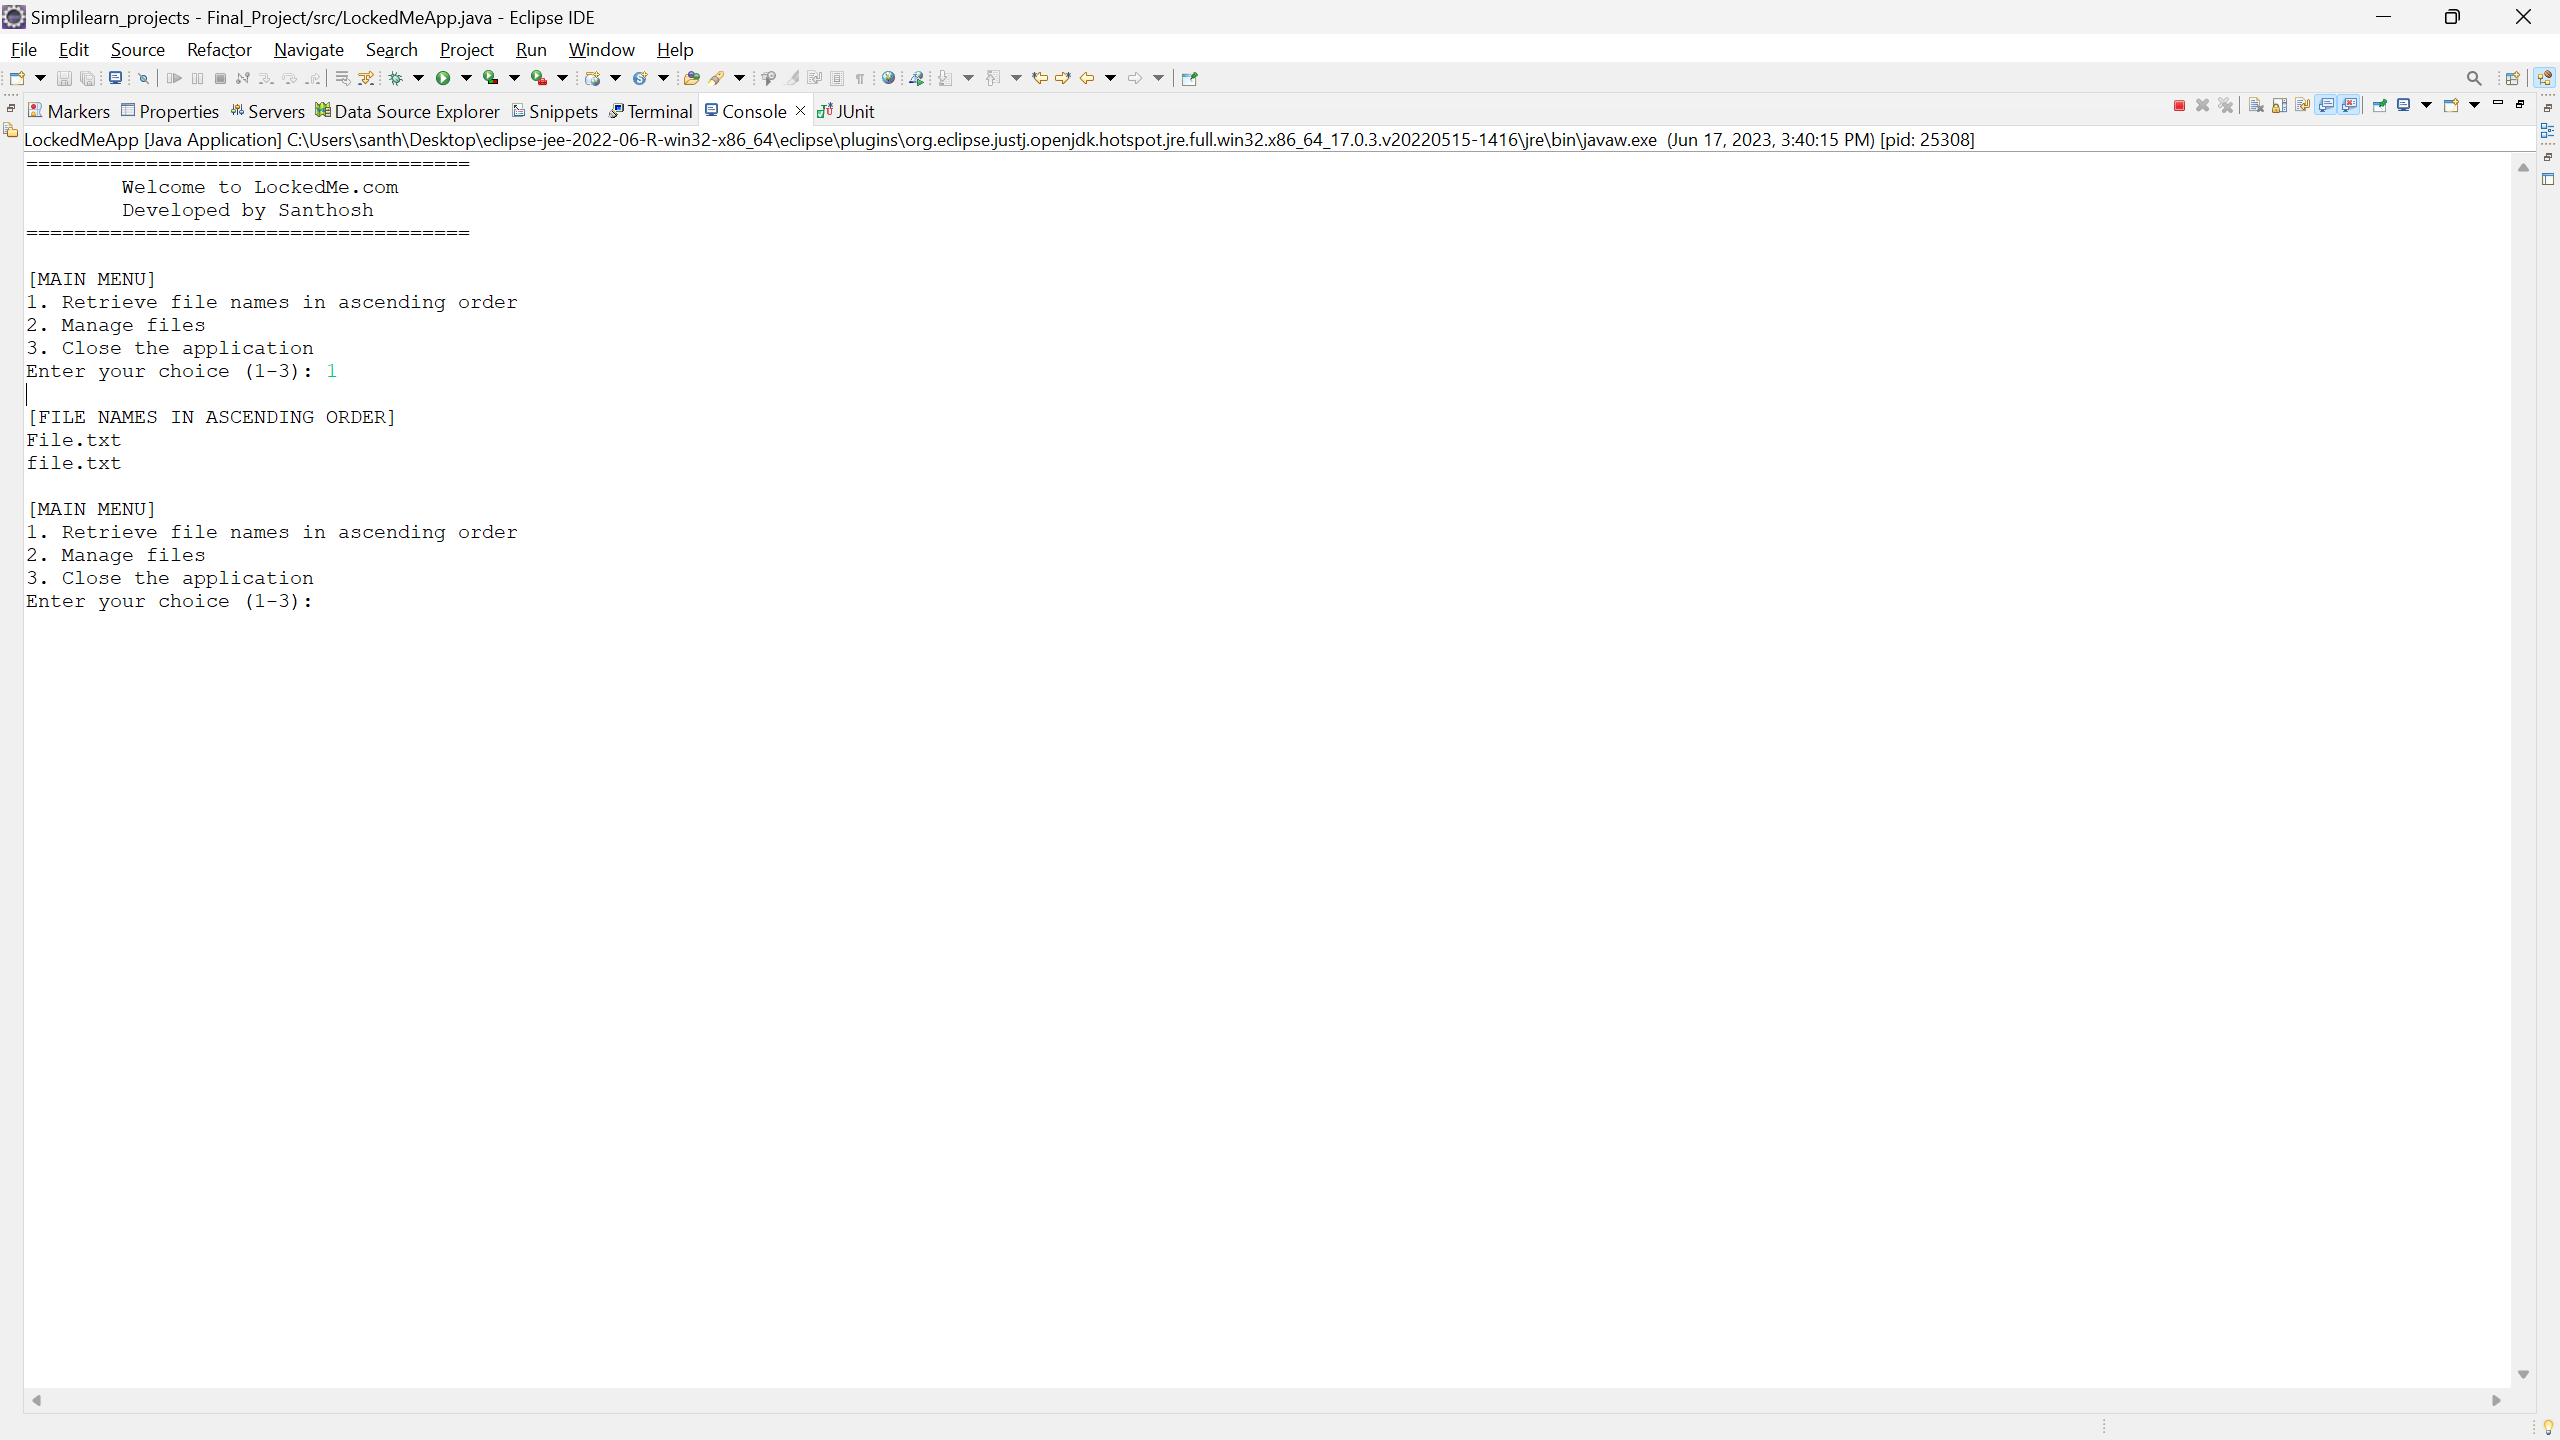 Simplilearn_projects - Final_Project/src/LockedMeApp.java - Eclipse IDE
File Edit Source Refactor Navigate Search Project Run Window Help
Markers Properties Servers Data Source Explorer Snippets Terminal Console JUnit
LockedMeApp [Java Application] C:\Users\santh\Desktop\eclipse-jee-2022-06-R-win32-x86_64\eclipse\plugins\org.eclipse.justj.openjdk.hotspot.jre.full.win32.x86_64_17.0.3.v20220515-1416\jre\bin\javaw.exe (Jun 17, 2023, 3:40:15 PM) [pid: 25308]
=====================================
Welcome to LockedMe.com
Developed by Santhosh
=====================================
[MAIN MENU]
1. Retrieve file names in ascending order
2. Manage files
3. Close the application
Enter your choice (1-3): 1
[FILE NAMES IN ASCENDING ORDER]
File.txt
file.txt
[MAIN MENU]
1. Retrieve file names in ascending order
2. Manage files
3. Close the application
Enter your choice (1-3):